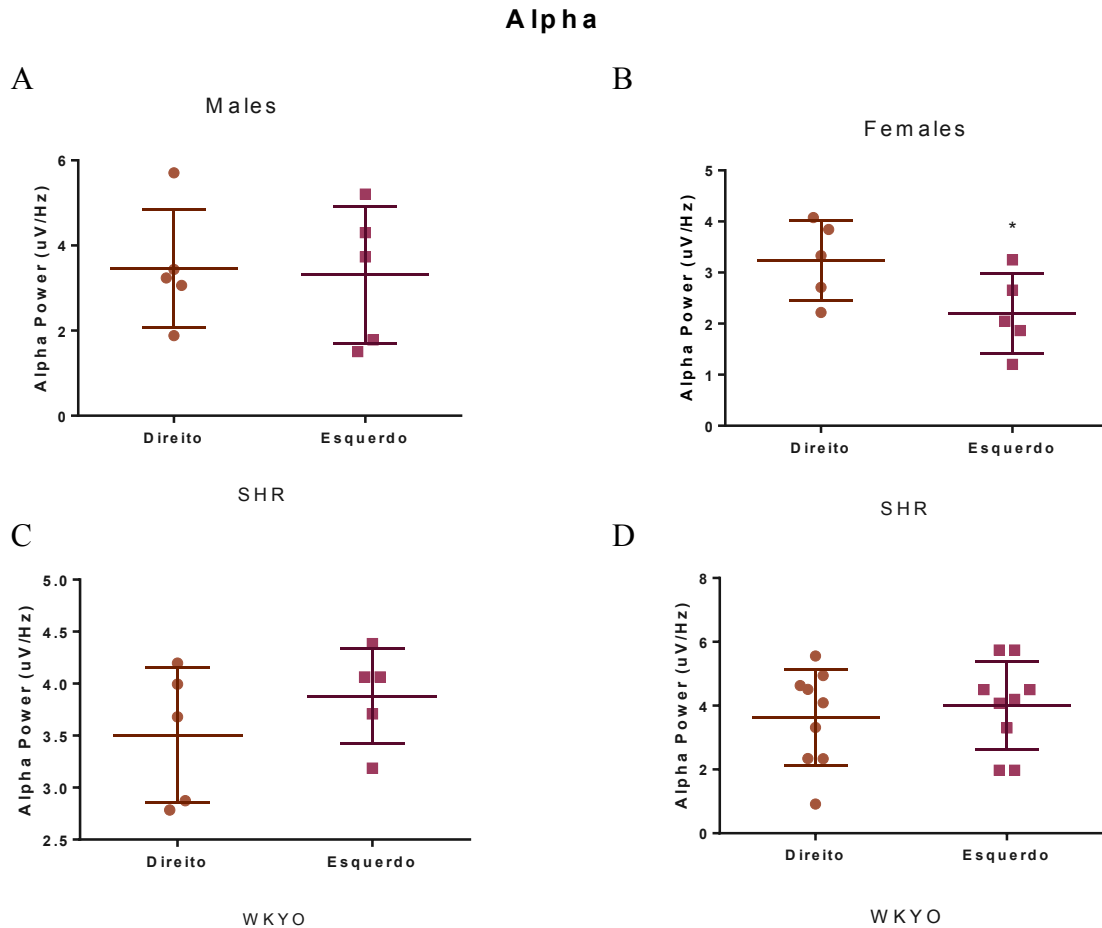 Alpha
A
Males
Alpha Power (uV/Hz)
6
4
2
0
Direito
Esquerdo
SHR
B
Females
Alpha Power (uV/Hz)
5
4
3
2
1
0
*
Direito
Esquerdo
SHR
C
Alpha Power (uV/Hz)
5.0
4.5
4.0
3.5
3.0
2.5
Direito
Esquerdo
WKYO
D
Alpha Power (uV/Hz)
8
6
4
2
0
Direito
Esquerdo
WKYO